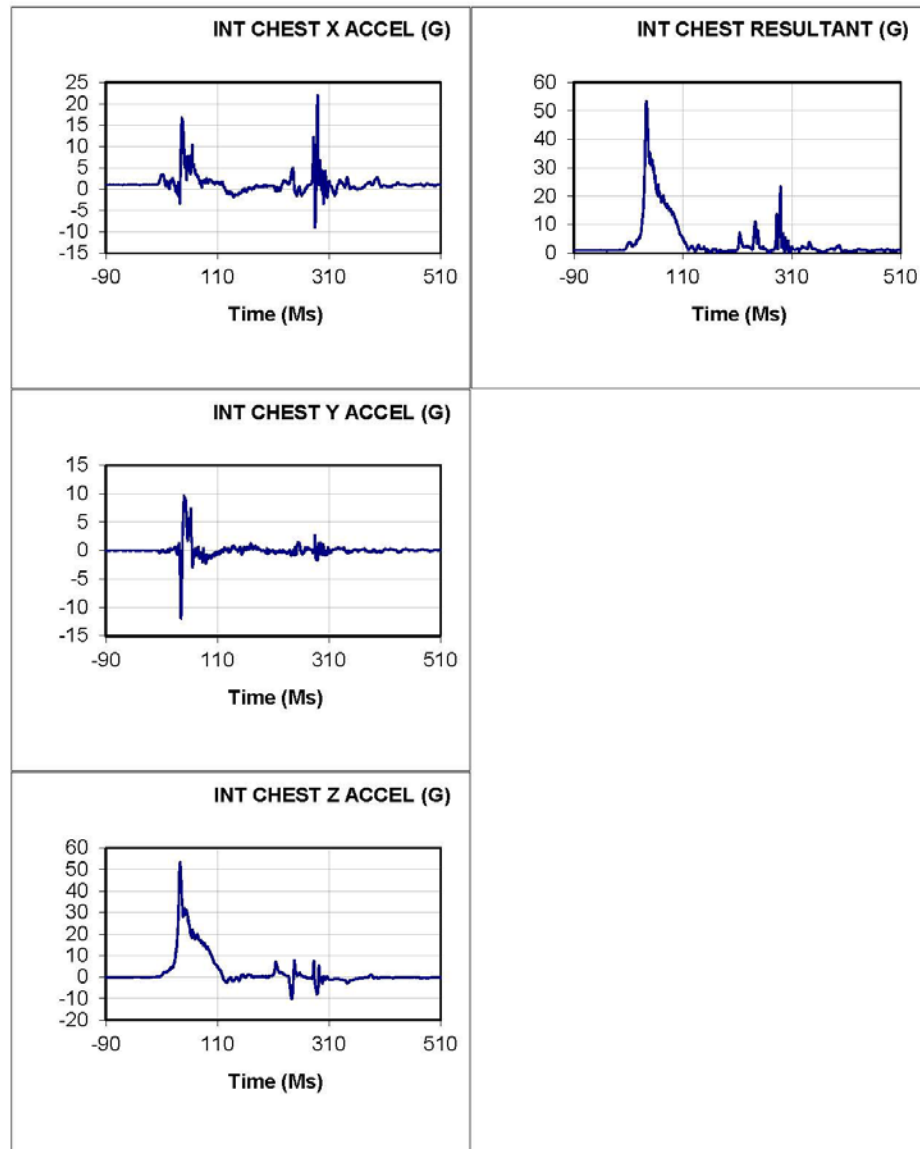 INT CHEST X ACCEL (G)
25
20
15
10
5
0
-5
-10
-15
-90 110 310 510
Time (Ms)
INT CHEST RESULTANT (G)
60
50
40
30
20
10
0
-90 110 310 510
Time (Ms)
INT CHEST Y ACCEL (G)
15
10
5
0
-5
-10
-15
-90 110 310 510
Time (Ms)
INT CHEST Z ACCEL (G)
60
50
40
30
20
10
0
-10
-20
-90 110 310 510
Time (Ms)